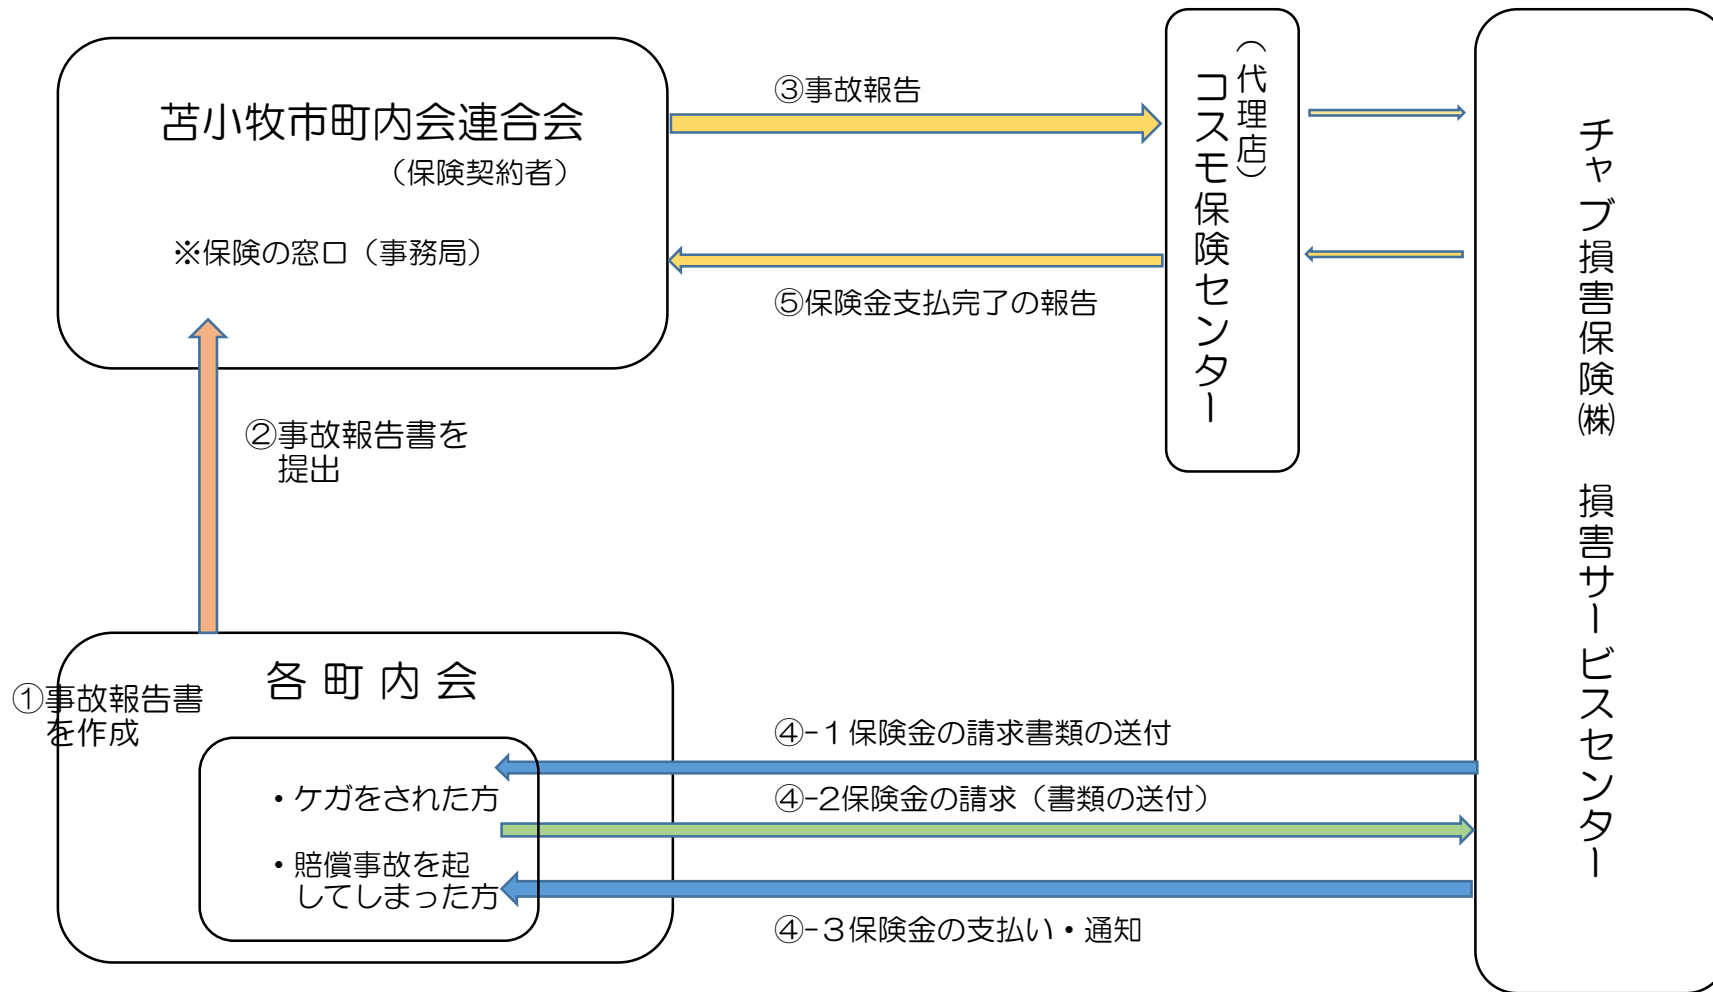 苫小牧市町内会連合会
（保険契約者）
※保険の窓口（事務局）
③事故報告
⑤保険金支払完了の報告
（代理店）
コスモ保険センター
チャブ損害保険㈱　損害サービスセンター
②事故報告書を
提出
各町内会
①事故報告書
を作成
・ケガをされた方
・賠償事故を起
してしまった方
④-１保険金の請求書類の送付
④-2保険金の請求（書類の送付）
④-３保険金の支払い・通知